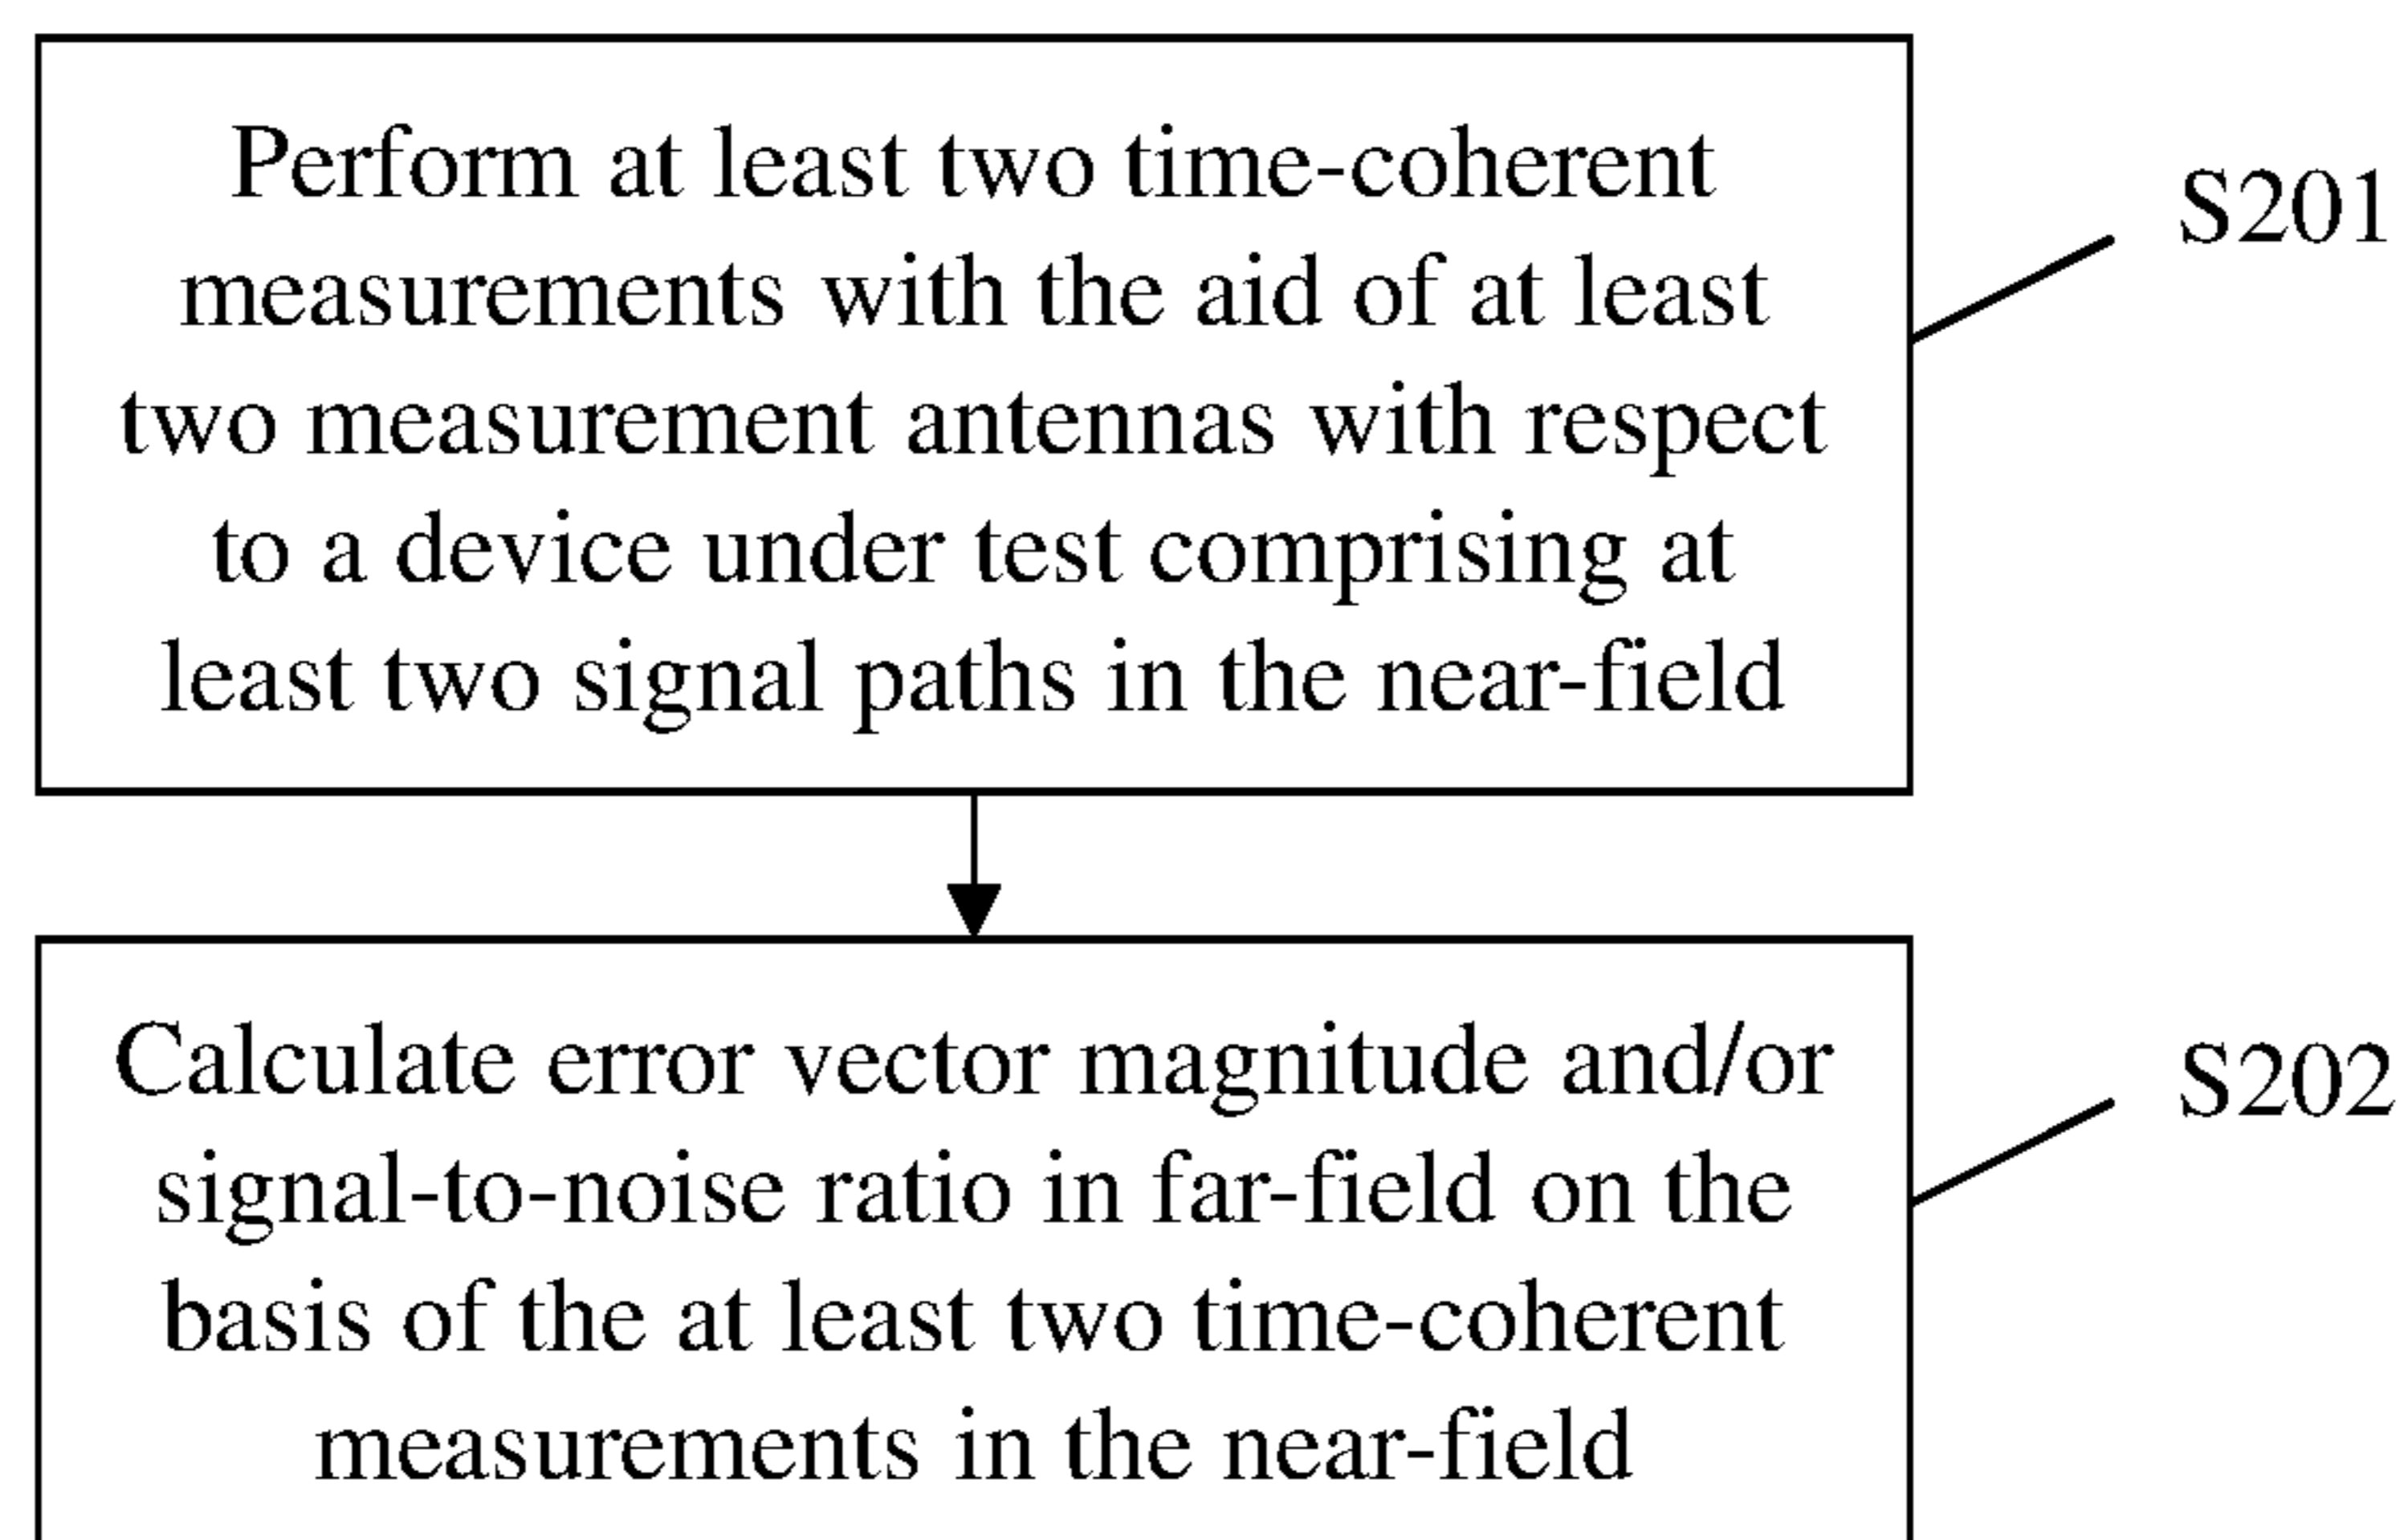 Perform at least two time-coherent
measurements with the aid of at least
two measurement antennas with respect
to a device under test comprising at
least two signal paths in the near-field
S201
Calculate error vector magnitude and/or
signal-to-noise ratio in far-field on the
basis of the at least two time-coherent
measurements in the near-field
S202